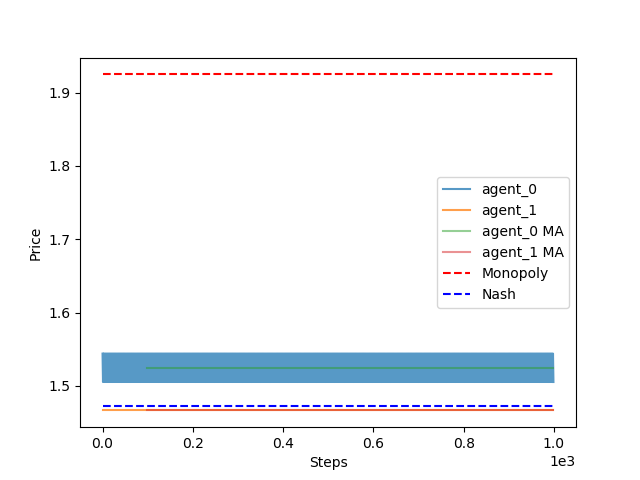 1.9
1.8
1.7
1.6
1.5
Price
agent_0
agent_1
agent_0 MA
agent_1 MA
Monopoly
Nash
0.0 0.2 0.4 0.6 0.8 1.0
Steps
1e3